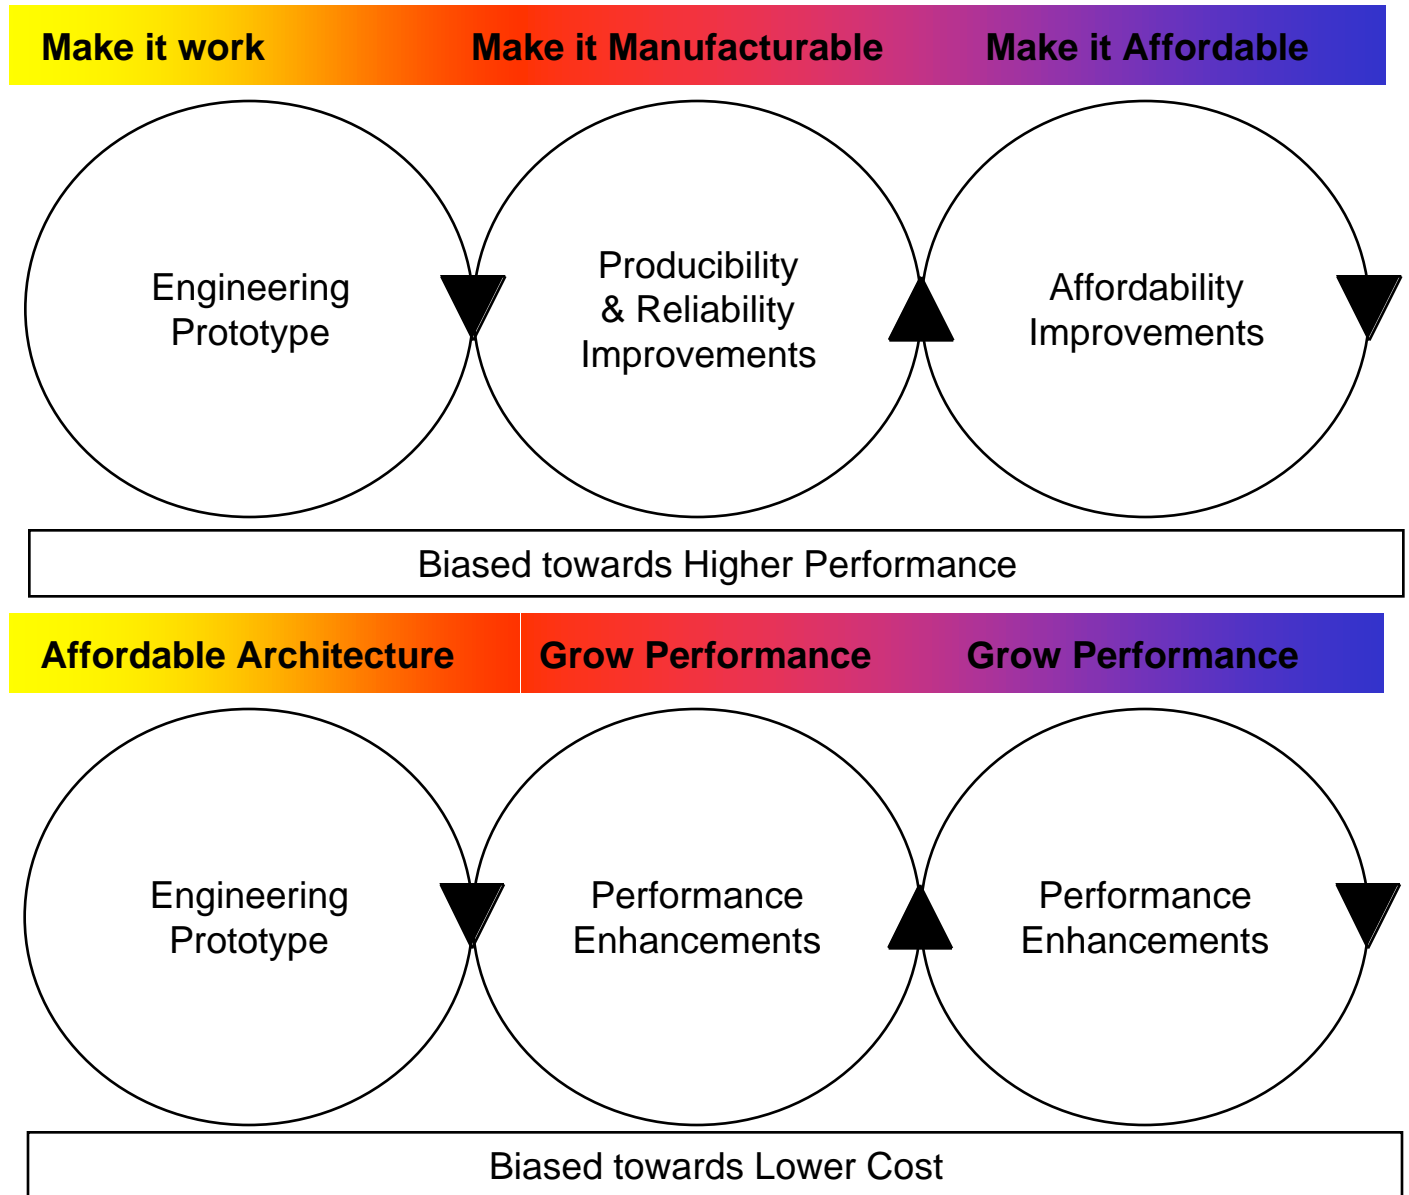 Make it work
Make it Manufacturable
Make it Affordable
Engineering
Prototype
Producibility
& Reliability
Improvements
Affordability
Improvements
Biased towards Higher Performance
Affordable Architecture
Grow Performance
Grow Performance
Engineering
Prototype
Performance
Enhancements
Performance
Enhancements
Biased towards Lower Cost